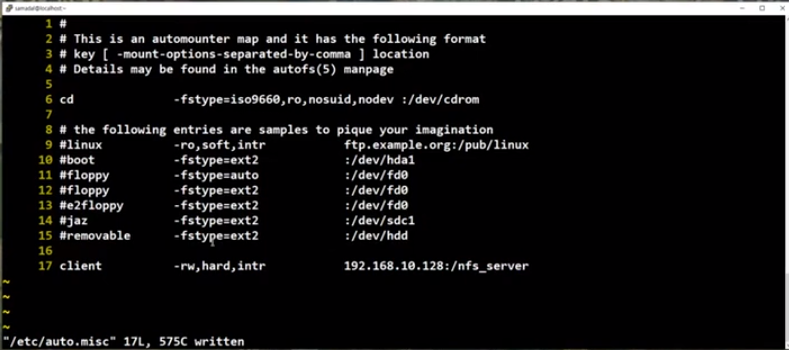 samadal@localhost:~
1 #
2 # This is an automounter map and it has the following format
3 # key [ -mount-options-separated-by-comma ] location
4 # Details may be found in the autofs(5) manpage
5
6 cd -fstype=iso9660,ro,nosuid,nodev :/dev/cdrom
7
8 # the following entries are samples to pique your imagination
9 #linux -ro,soft,intr ftp.example.org:/pub/linux
10 #boot -fstype=ext2 :/dev/hda1
11 #floppy -fstype=auto :/dev/fd0
12 #floppy -fstype=ext2 :/dev/fd0
13 #e2floppy -fstype=ext2 :/dev/fd0
14 #jaz -fstype=ext2 :/dev/sdc1
15 #removable -fstype=ext2 :/dev/hdd
16
17 client -rw,hard,intr 192.168.10.128:/nfs_server
~
~
~
~
"/etc/auto.misc" 17L, 575C written